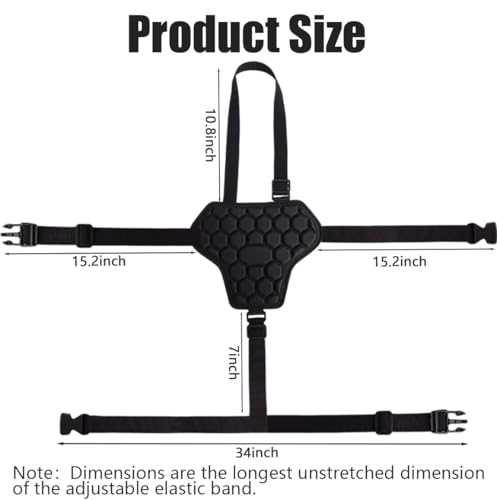 Product Size
10.8inch
15.2inch
15.2inch
7inch
34inch
Note： Dimensions are the longest unstretched dimension
of the adjustable elastic band.